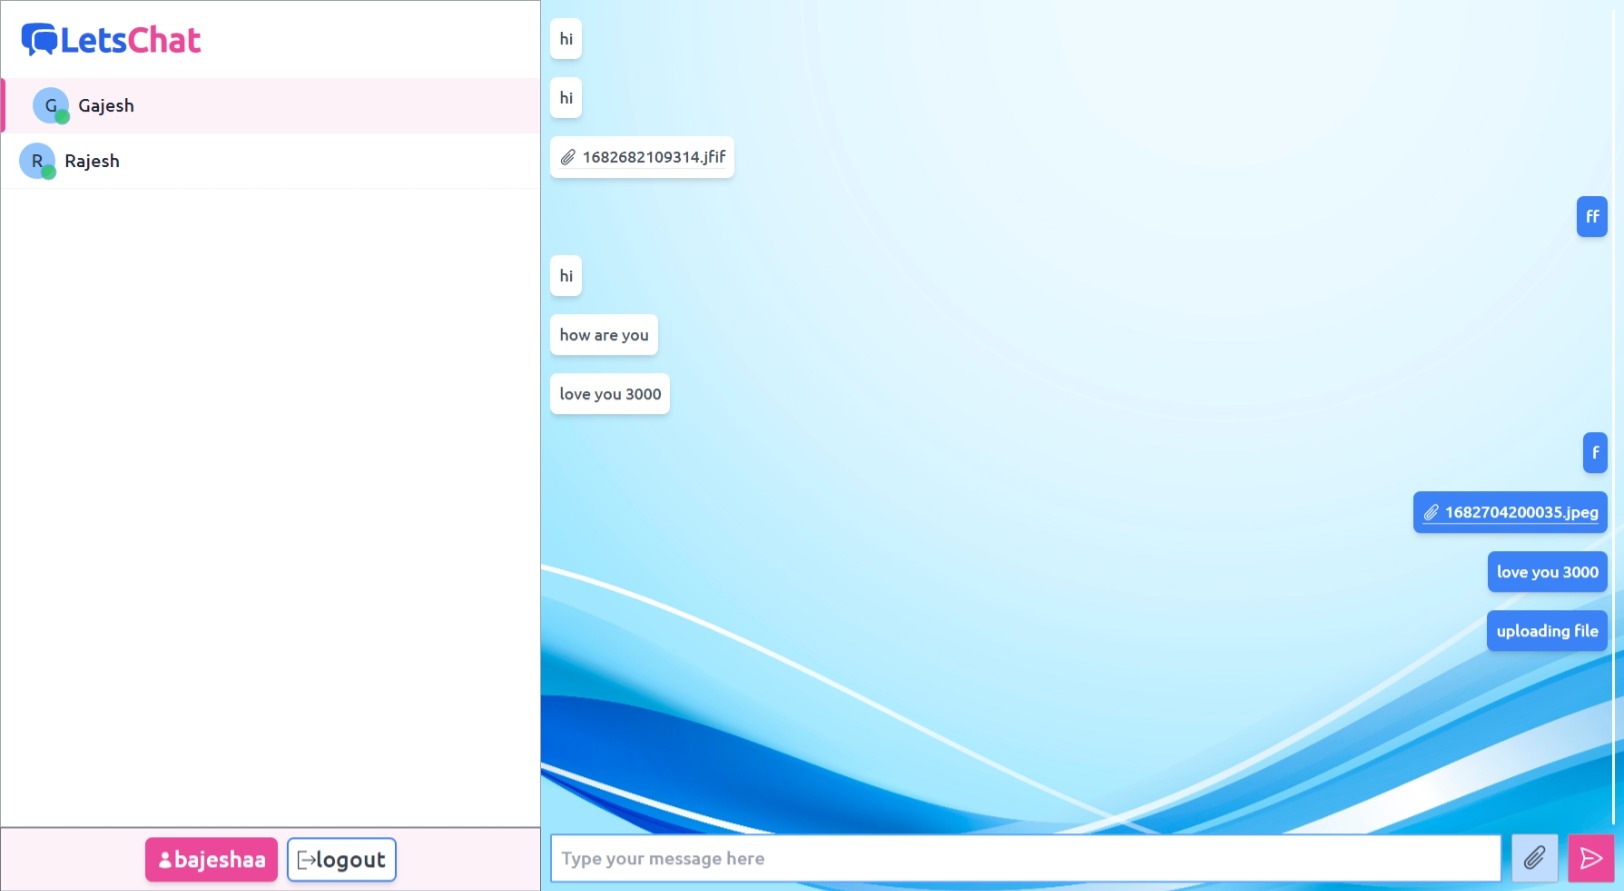 LetsChat
G Gajesh
R Rajesh
bajeshaa
logout
hi
hi
1682682109314.jfif
ff
hi
how are you
love you 3000
f
1682704200035.jpeg
love you 3000
uploading file
Type your message here